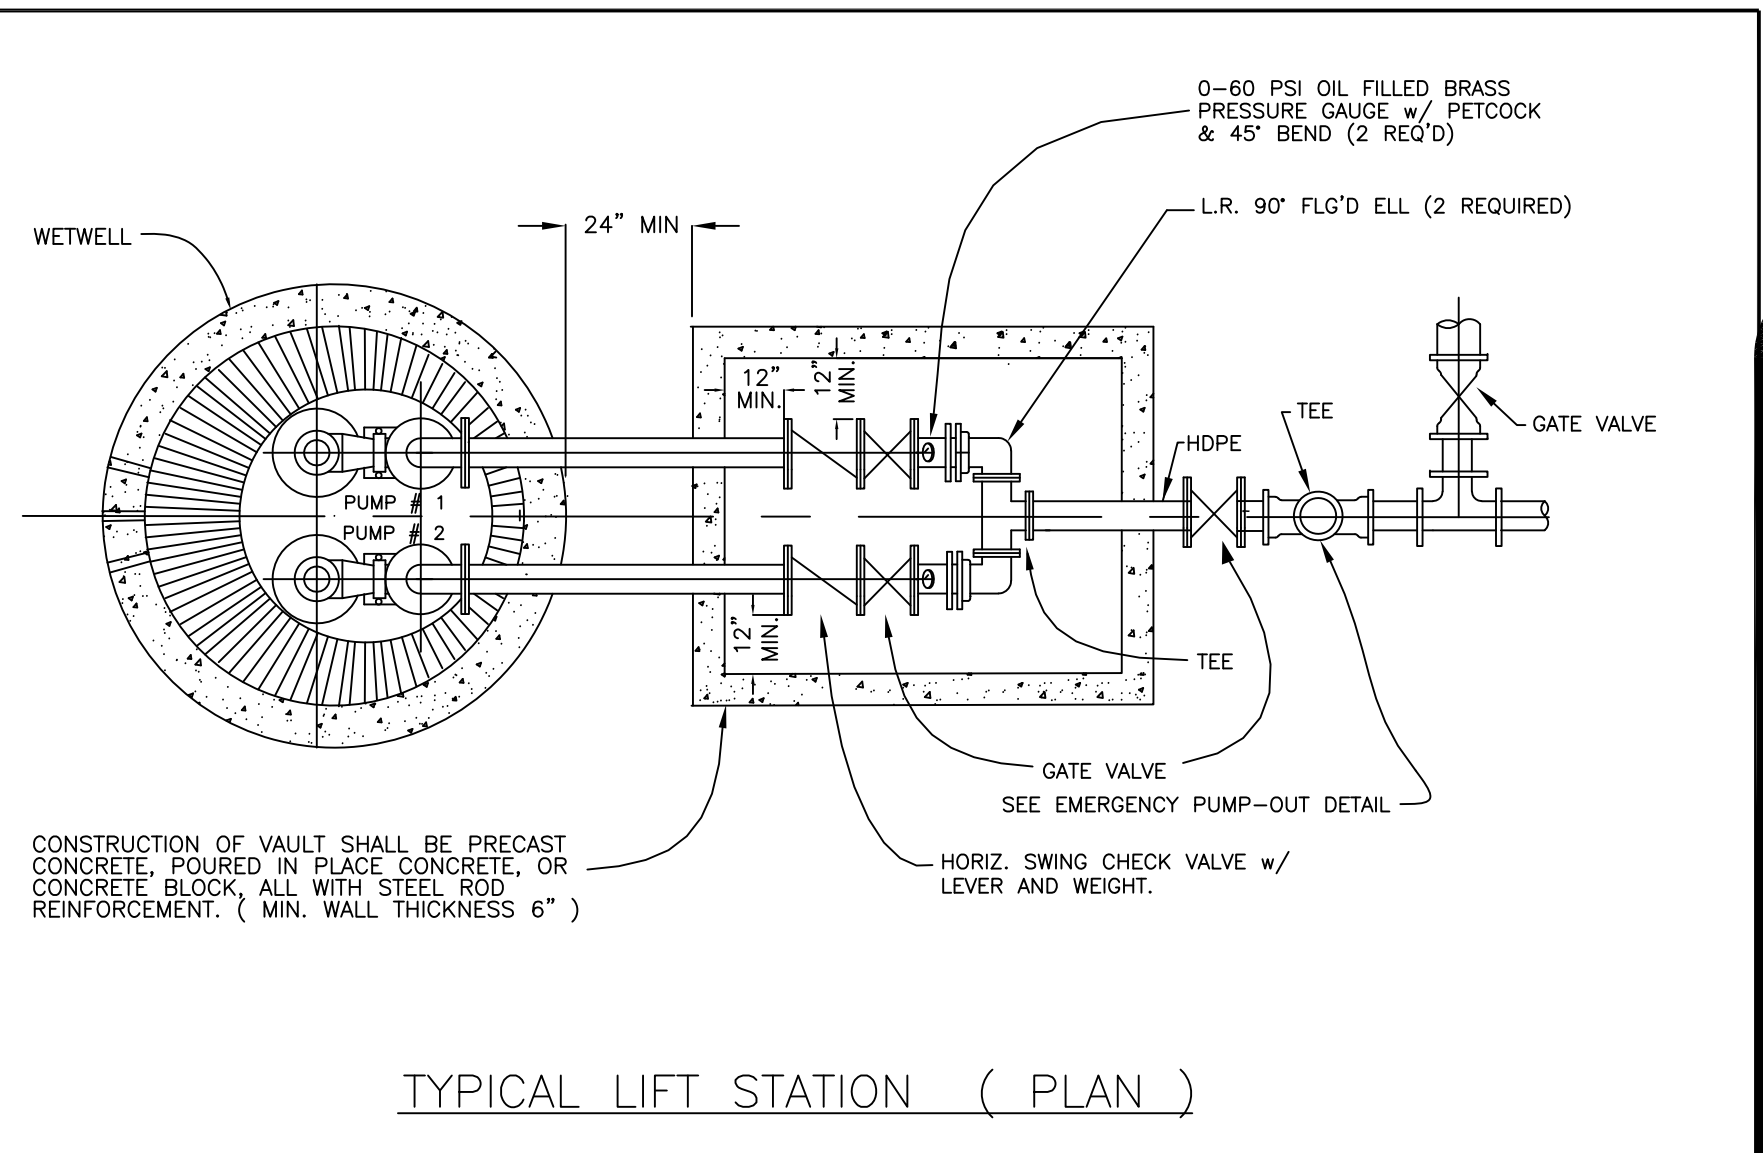 0-60 PSI OIL FILLED BRASS
PRESSURE GAUGE w/ PETCOCK
& 45° BEND (2 REQ'D)
L.R. 90° FLG'D ELL (2 REQUIRED)
WETWELL
24" MIN
12"
MIN.
12"
MIN.
TEE
GATE VALVE
HDPE
PUMP # 1
PUMP # 2
12"
MIN.
TEE
GATE VALVE
SEE EMERGENCY PUMP-OUT DETAIL
CONSTRUCTION OF VAULT SHALL BE PRECAST
CONCRETE, POURED IN PLACE CONCRETE, OR
CONCRETE BLOCK, ALL WITH STEEL ROD
REINFORCEMENT. ( MIN. WALL THICKNESS 6" )
HORIZ. SWING CHECK VALVE w/
LEVER AND WEIGHT.
TYPICAL LIFT STATION ( PLAN )